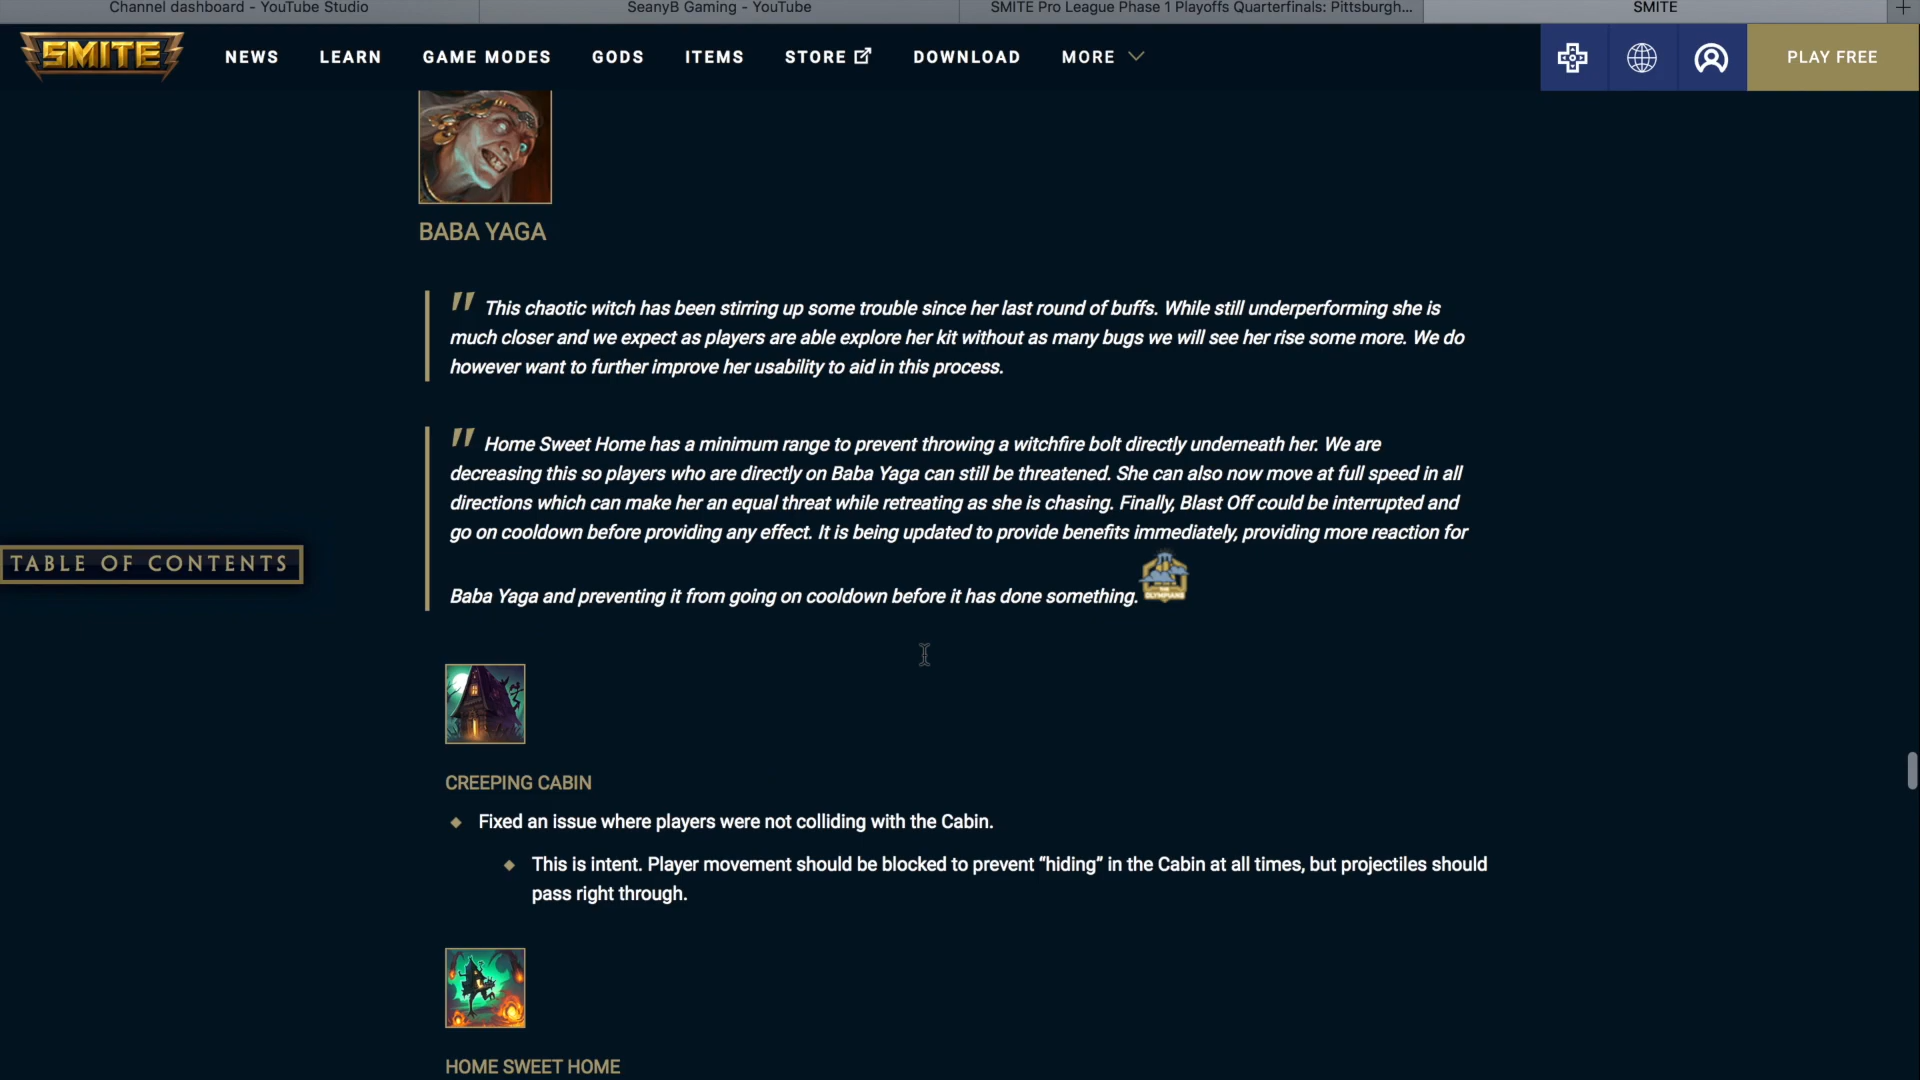 Channel dashboard - YouTube Studio
SeanyB Gaming - YouTube
SMITE Pro League Phase 1 Playoffs Quarterfinals: Pittsburgh...
SMITE
SMITE
NEWS
LEARN
GAME MODES
GODS
ITEMS
STORE
DOWNLOAD
MORE
PLAY FREE
BABA YAGA
" This chaotic witch has been stirring up some trouble since her last round of buffs. While still underperforming she is
much closer and we expect as players are able explore her kit without as many bugs we will see her rise some more. We do
however want to further improve her usability to aid in this process.
" Home Sweet Home has a minimum range to prevent throwing a witchfire bolt directly underneath her. We are
decreasing this so players who are directly on Baba Yaga can still be threatened. She can also now move at full speed in all
directions which can make her an equal threat while retreating as she is chasing. Finally, Blast Off could be interrupted and
go on cooldown before providing any effect. It is being updated to provide benefits immediately, providing more reaction for
Baba Yaga and preventing it from going on cooldown before it has done something.
OLYMPIANS
TABLE OF CONTENTS
CREEPING CABIN
Fixed an issue where players were not colliding with the Cabin.
This is intent. Player movement should be blocked to prevent “hiding” in the Cabin at all times, but projectiles should
pass right through.
HOME SWEET HOME